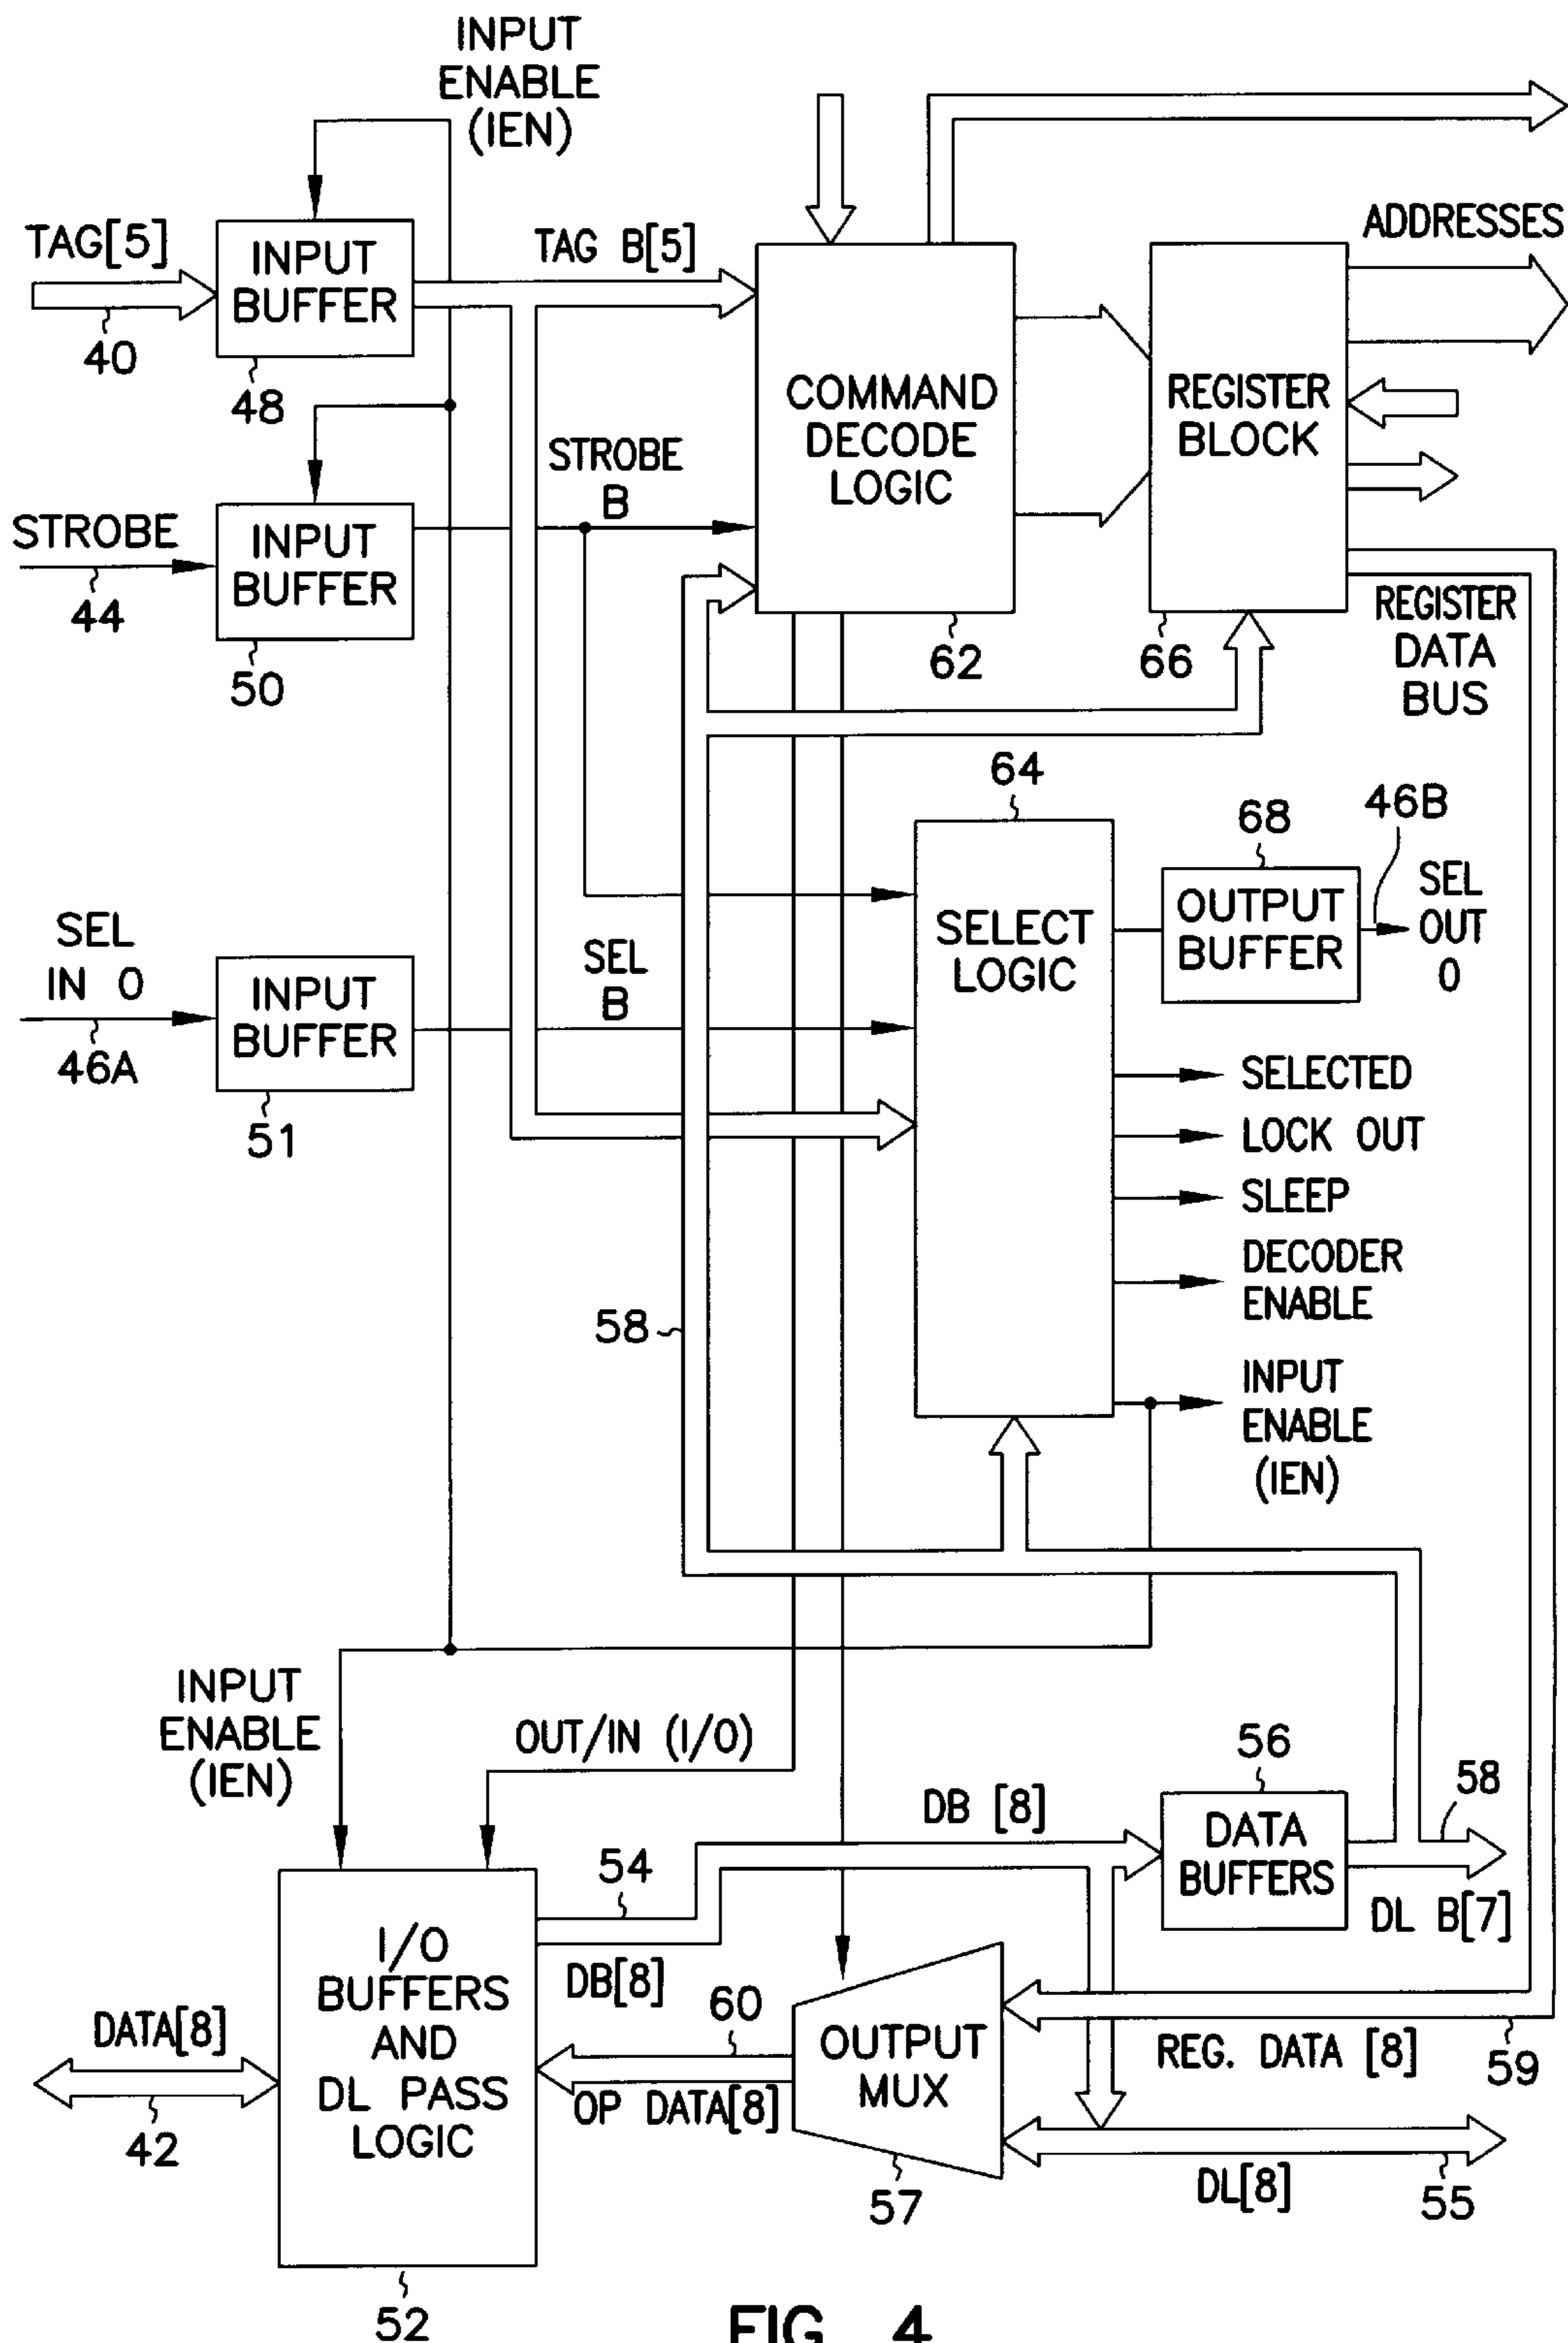 INPUT
ENABLE
(IEN)
TAG[5]
40
INPUT
BUFFER
48
TAG B[5]
COMMAND
DECODE
LOGIC
62
ADDRESSES
REGISTER
BLOCK
66
REGISTER
DATA
BUS
STROBE
44
INPUT
BUFFER
50
STROBE
B
64
SELECT
LOGIC
68
OUTPUT
BUFFER
46B
SEL
OUT
0
SEL
IN 0
46A
INPUT
BUFFER
51
SEL
B
SELECTED
LOCK OUT
SLEEP
DECODER
ENABLE
58
INPUT
ENABLE
(IEN)
INPUT
ENABLE
(IEN)
OUT/IN (I/O)
DB [8]
56
DATA
BUFFERS
58
DL B[7]
54
DB[8]
I/O
BUFFERS
AND
DL PASS
LOGIC
52
DATA[8]
42
60
OP DATA[8]
OUTPUT
MUX
57
REG. DATA [8]
59
DL[8]
55
FIG. 4